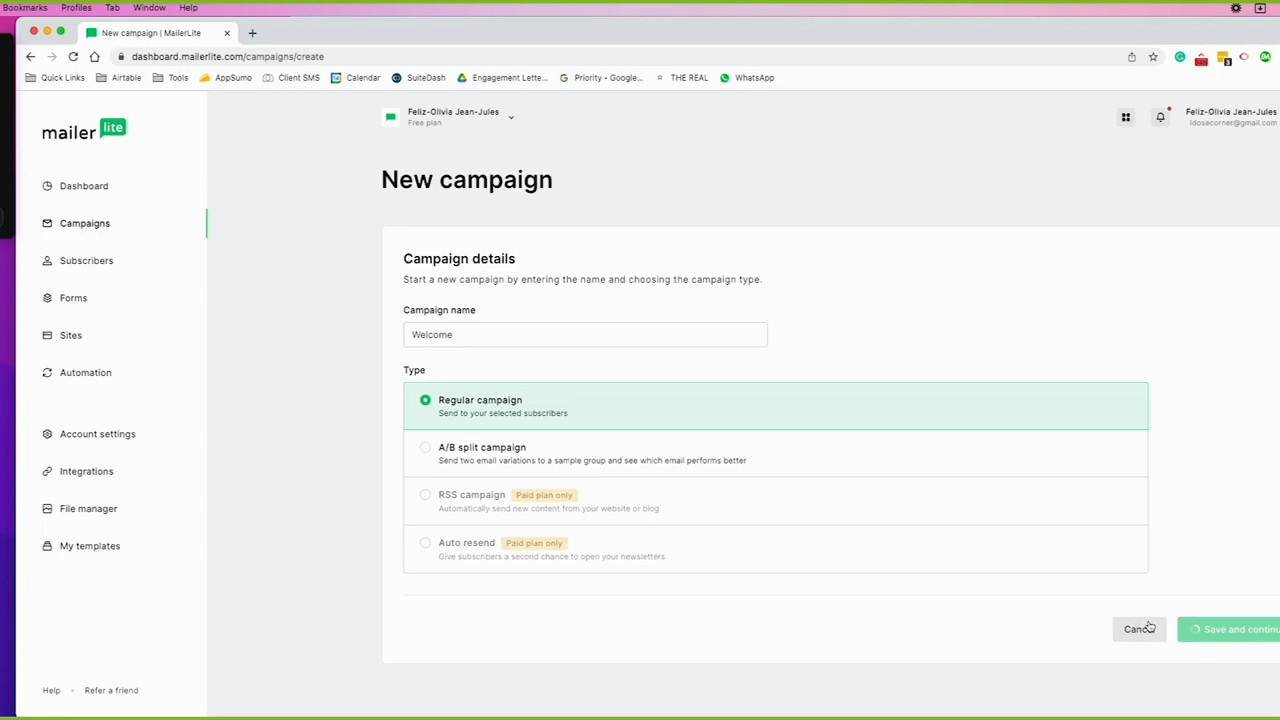 Bookmarks Profiles Tab Window Help
New campaign | MailerLite
dashboard.mailerlite.com/campaigns/create
Quick Links Airtable Tools AppSumo Client SMS Calendar SuiteDash Engagement Lette... Priority - Google... THE REAL WhatsApp
mailer lite
Feliz-Olivia Jean-Jules
Free plan
Feliz-Olivia Jean-Jules
ldosecorner@gmail.com
Dashboard
Campaigns
Subscribers
Forms
Sites
Automation
Account settings
Integrations
File manager
My templates
Help • Refer a friend
New campaign
Campaign details
Start a new campaign by entering the name and choosing the campaign type.
Campaign name
Welcome
Type
Regular campaign
Send to your selected subscribers
A/B split campaign
Send two email variations to a sample group and see which email performs better
RSS campaign Paid plan only
Automatically send new content from your website or blog
Auto resend Paid plan only
Give subscribers a second chance to open your newsletters
Cancel Save and continu